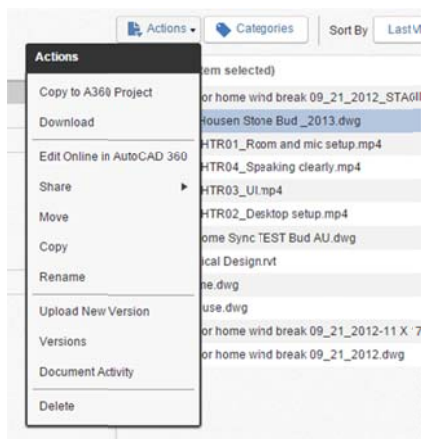 Actions Categories Sort By Last
Actions
tem selected)
Copy to A360 Project
or home wind break 09_21_2012_STA
Download
Housen Stone Bud _2013.dwg
HTR01_Room and mic setup.mp4
Edit Online in AutoCAD 360
HTR04_Speaking clearly.mp4
Share
HTR03_UI.mp4
Move
HTR02_Desktop setup.mp4
Copy
ome Sync TEST Bud AU.dwg
ical Design.rvt
Rename
ne.dwg
Upload New Version
use.dwg
Versions
or home wind break 09_21_2012-11 X 17
or home wind break 09_21_2012.dwg
Document Activity
Delete